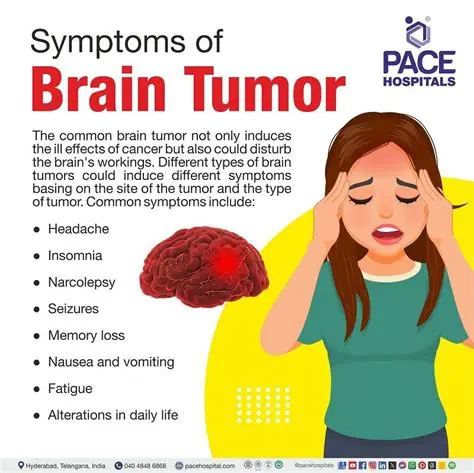 Symptoms of
Brain Tumor
PACE
HOSPITALS
The common brain tumor not only induces
the ill effects of cancer but also could disturb
the brain's workings. Different types of brain
tumors could induce different symptoms
basing on the site of the tumor and the type
of tumor. Common symptoms include:
• Headache
• Insomnia
• Narcolepsy
• Seizures
• Memory loss
• Nausea and vomiting
• Fatigue
• Alterations in daily life
Hyderabad, Telangana, India 040 4848 6868 pacehospital.com @pacehospitals